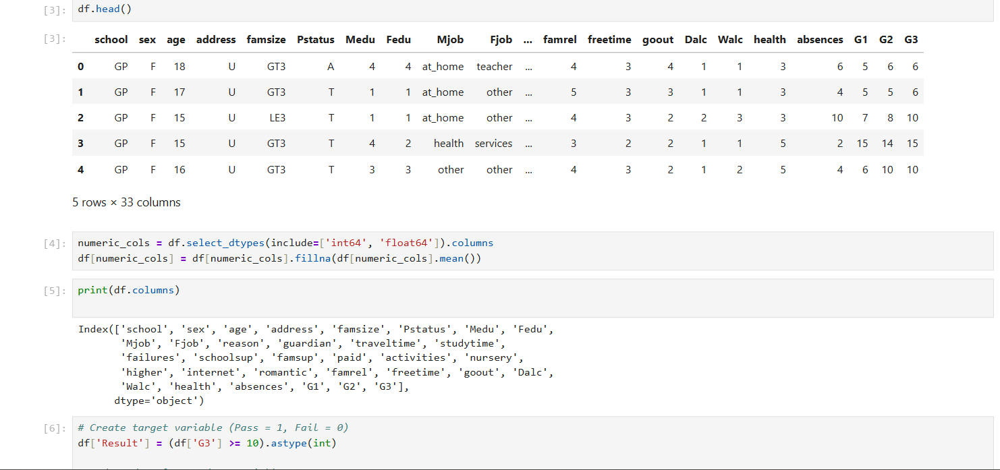 [3]: df.head()
[3]: school sex age address famsize Pstatus Medu Fedu Mjob Fjob ... famrel freetime goout Dalc Walc health absences G1 G2 G3
0 GP F 18 U GT3 A 4 4 at_home teacher ... 4 3 4 1 1 3 6 5 6 6
1 GP F 17 U GT3 T 1 1 at_home other ... 5 3 3 1 1 3 4 5 5 6
2 GP F 15 U LE3 T 1 1 at_home other ... 4 3 2 2 3 3 10 7 8 10
3 GP F 15 U GT3 T 4 2 health services ... 3 2 2 1 1 5 2 15 14 15
4 GP F 16 U GT3 T 3 3 other other ... 4 3 2 1 2 5 4 6 10 10
5 rows × 33 columns
[4]: numeric_cols = df.select_dtypes(include=['int64', 'float64']).columns
df[numeric_cols] = df[numeric_cols].fillna(df[numeric_cols].mean())
[5]: print(df.columns)
Index(['school', 'sex', 'age', 'address', 'famsize', 'Pstatus', 'Medu', 'Fedu',
'Mjob', 'Fjob', 'reason', 'guardian', 'traveltime', 'studytime',
'failures', 'schoolsup', 'famsup', 'paid', 'activities', 'nursery',
'higher', 'internet', 'romantic', 'famrel', 'freetime', 'goout', 'Dalc',
'Walc', 'health', 'absences', 'G1', 'G2', 'G3'],
dtype='object')
[6]: # Create target variable (Pass = 1, Fail = 0)
df['Result'] = (df['G3'] >= 10).astype(int)